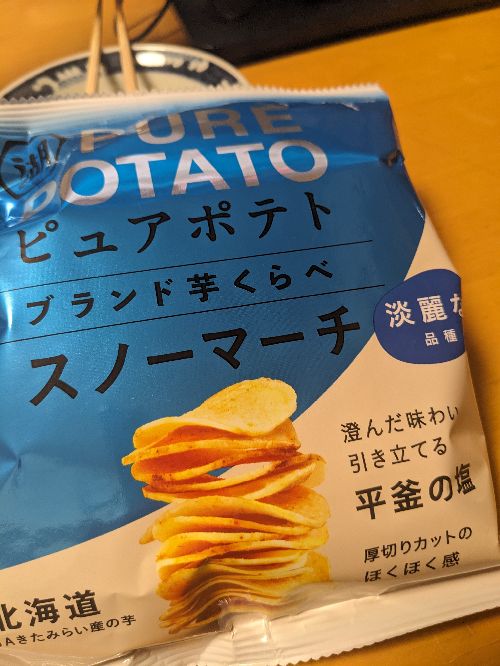 湖
PURE
POTATO
ピュアポテト
ブランド芋くらべ
スノーマーチ
淡麗な
品種
澄んだ味わい
引き立てる
平釜の塩
厚切りカットの
ほくほく感
北海道
JAきたみらい産の芋